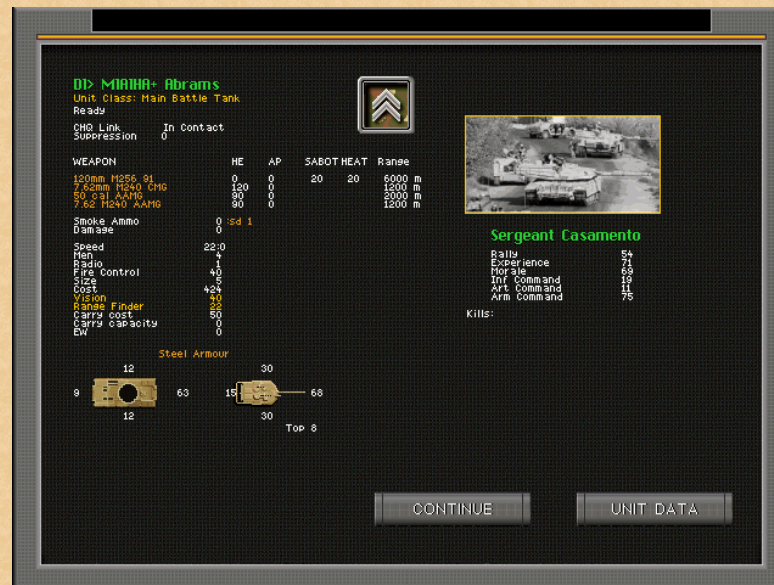 D1> M1A1HA+ Abrams
Unit Class: Main Battle Tank
Ready
CHQ Link In Contact
Suppression 0
WEAPON HE AP SABOT HEAT Range
120mm M256 91 0 0 20 20 6000 m
7.62mm M240 CMG 120 0 1200 m
50 cal AAMG 90 0 2000 m
7.62 M240 AAMG 90 0 1200 m
Smoke Ammo 0 :sd 1
Damage 0
Speed 22:0
Men 4
Radio 1
Fire Control 40
Size 5
Cost 424
Vision 40
Range Finder 22
Carry cost 50
Carry capacity 0
EW 0
Steel Armour
12 30
9 63 15 68
12 30
Top 8
Sergeant Casamento
Rally 54
Experience 71
Morale 69
Inf Command 19
Art Command 11
Arm Command 75
Kills:
CONTINUE UNIT DATA